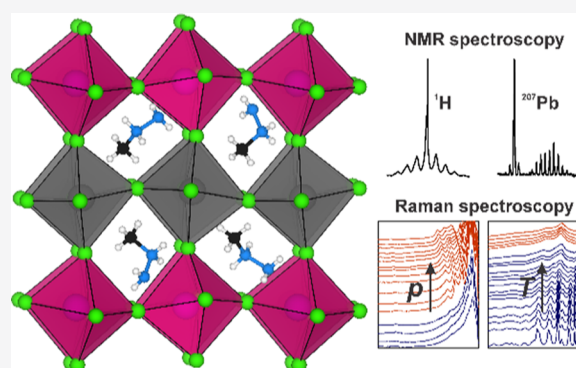 NMR spectroscopy
¹H
²⁰⁷Pb
Raman spectroscopy
p
T